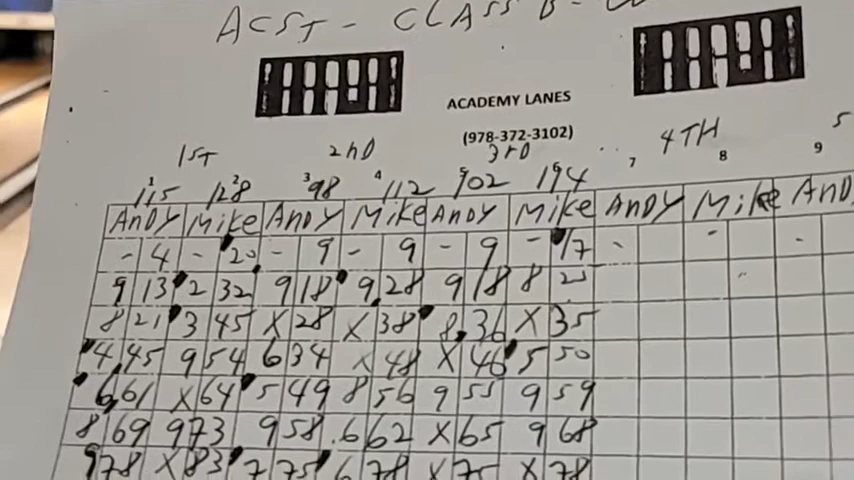 ACST - CLASS B -
ACADEMY LANES
(978-372-3102)
1ST 2ND 3rD 4TH 5
1 2 3 4 5 6 7 8 9
115 128 98 112 902 194
ANDY Mike ANDY Mike ANDY Mike ANDY Mike AND
- 4 - 20 - 9 - 9 - 9 - 17 - - -
9 13 2 32 9 18 9 28 9 18 8 25
8 21 3 45 X 28 X 38 8 36 X 35
4 45 9 54 6 34 X 48 X 46 5 50
6 61 X 64 5 49 8 56 9 55 9 59
8 69 9 73 9 58 6 62 X 65 9 68
9 78 X 83 7 75 6 78 X 75 X 78